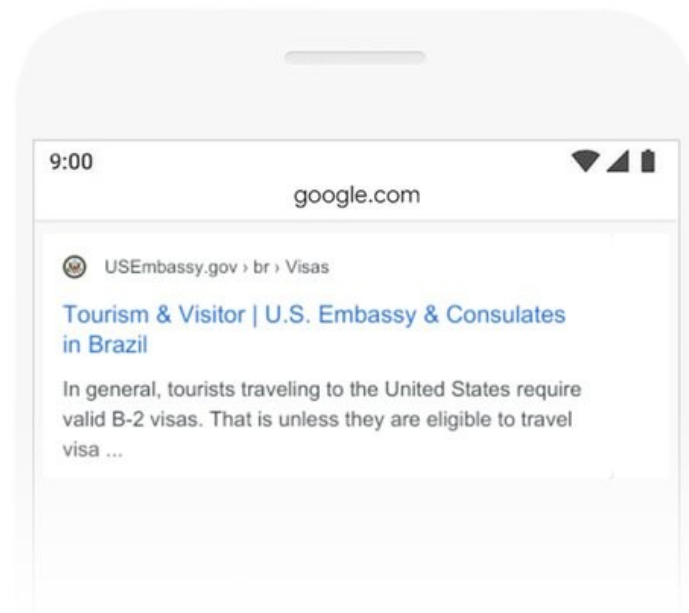 9:00
google.com
USEmbassy.gov › br › Visas
Tourism & Visitor | U.S. Embassy & Consulates
in Brazil
In general, tourists traveling to the United States require
valid B-2 visas. That is unless they are eligible to travel
visa ...